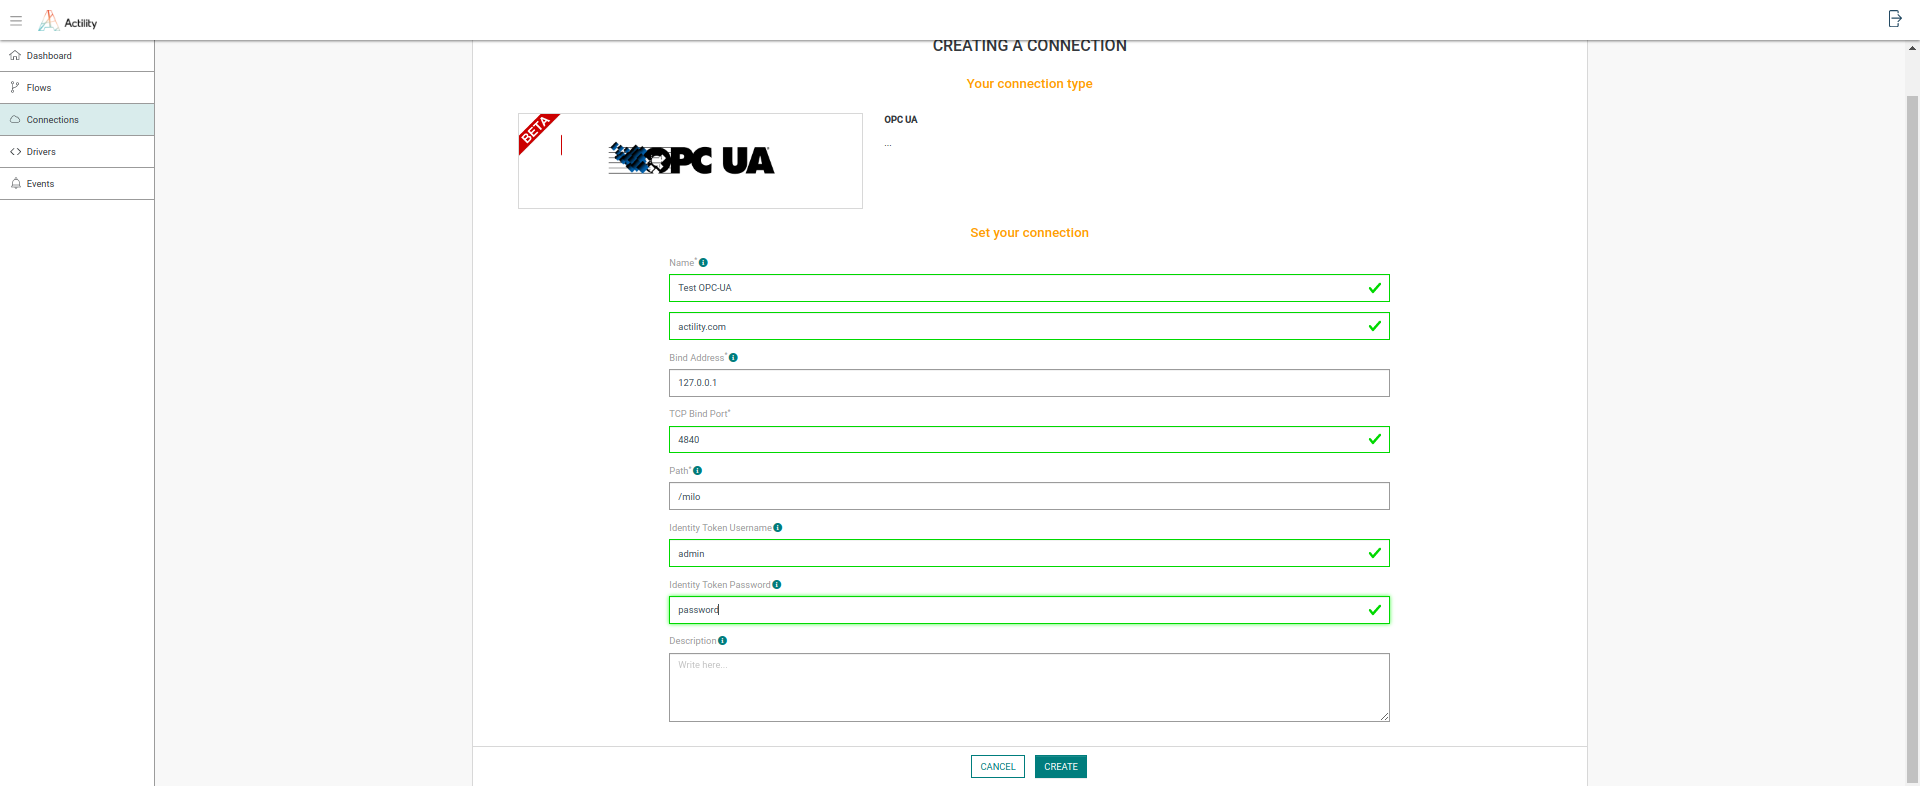 Actility
Dashboard
Flows
Connections
Drivers
Events
CREATING A CONNECTION
Your connection type
BETA
OPC UA
OPC UA
...
Set your connection
Name*
Test OPC-UA
actility.com
Bind Address*
127.0.0.1
TCP Bind Port*
4840
Path*
/milo
Identity Token Username
admin
Identity Token Password
password
Description
Write here...
CANCEL
CREATE